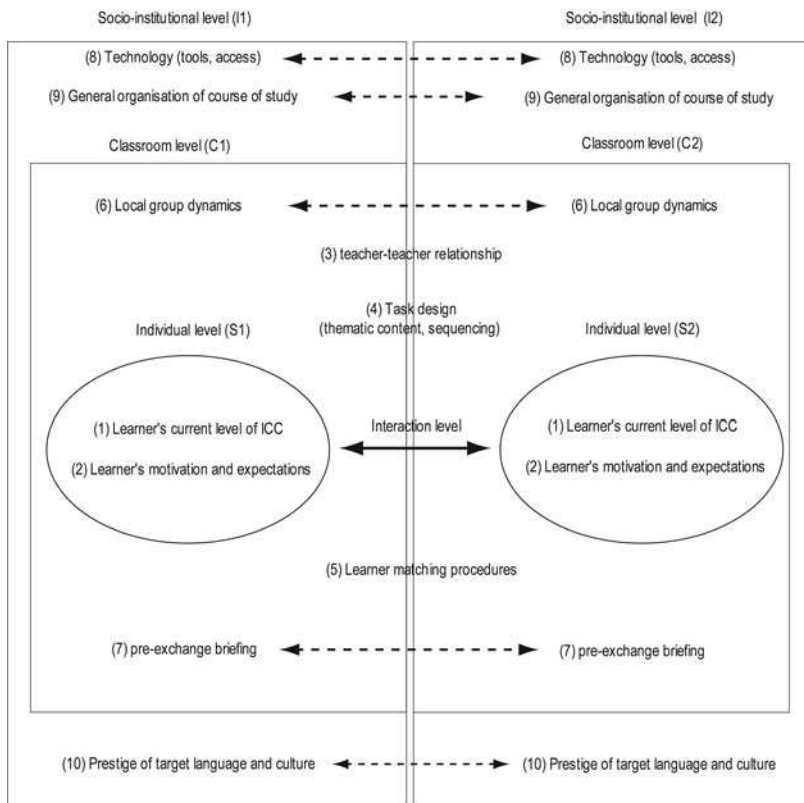 Socio-institutional level (I1)
Socio-institutional level (I2)
(8) Technology (tools, access)
(8) Technology (tools, access)
(9) General organisation of course of study
(9) General organisation of course of study
Classroom level (C1)
Classroom level (C2)
(6) Local group dynamics
(6) Local group dynamics
(3) teacher-teacher relationship
(4) Task design
(thematic content, sequencing)
Individual level (S1)
Individual level (S2)
(1) Learner's current level of ICC
(2) Learner's motivation and expectations
Interaction level
(1) Learner's current level of ICC
(2) Learner's motivation and expectations
(5) Learner matching procedures
(7) pre-exchange briefing
(7) pre-exchange briefing
(10) Prestige of target language and culture
(10) Prestige of target language and culture